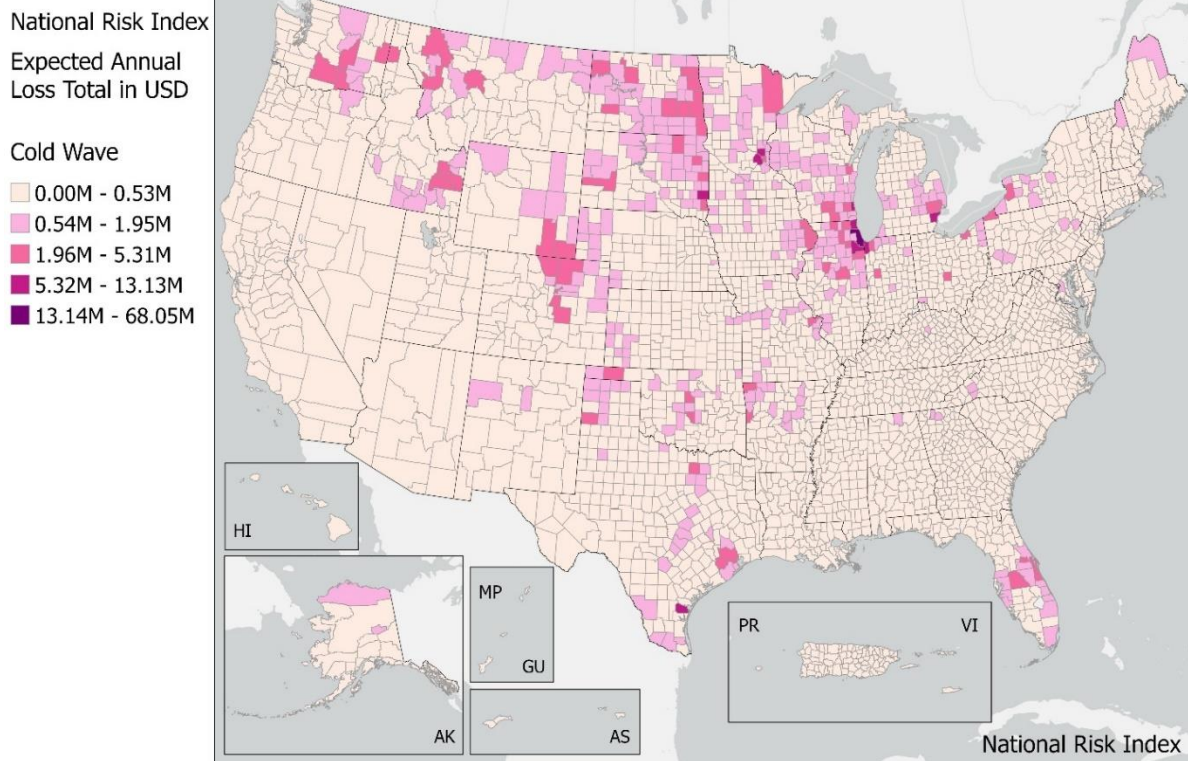 National Risk Index
Expected Annual
Loss Total in USD
Cold Wave
0.00M - 0.53M
0.54M - 1.95M
1.96M - 5.31M
5.32M - 13.13M
13.14M - 68.05M
HI
AK
MP
GU
AS
PR
VI
National Risk Index